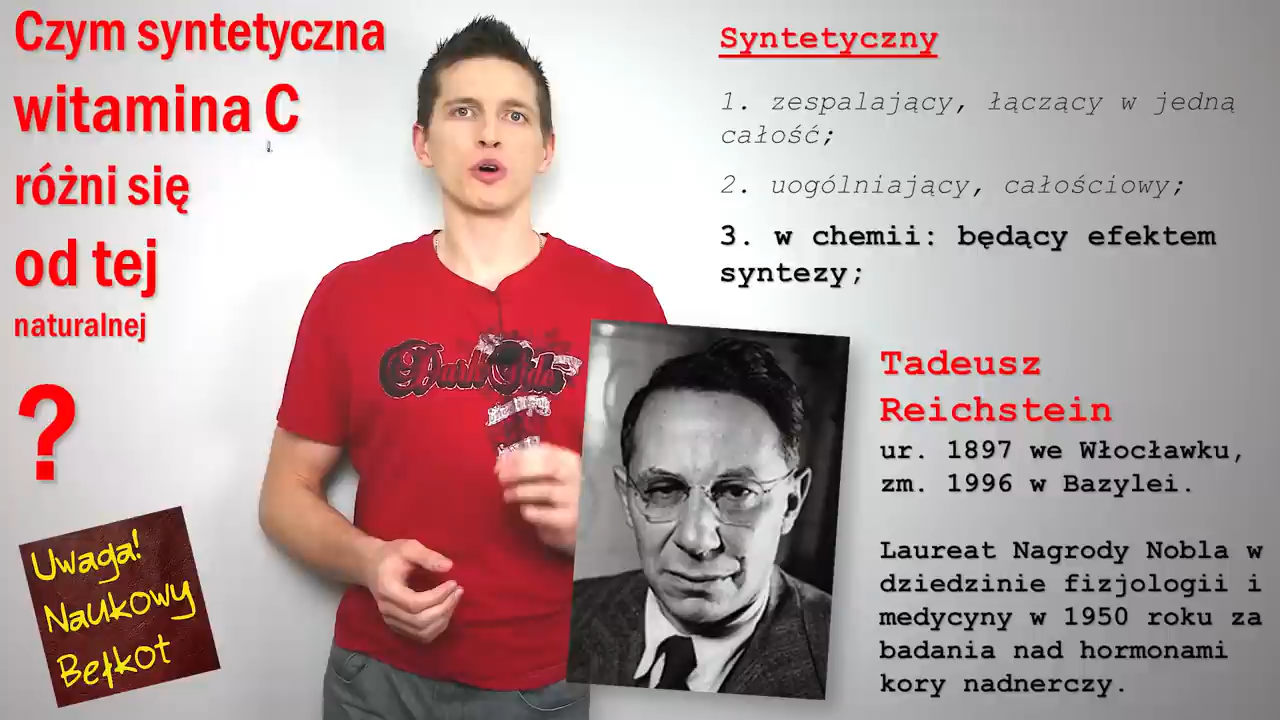 Czym syntetyczna
witamina C
różni się
od tej
naturalnej
?
Uwaga!
Naukowy
Bełkot
Syntetyczny
1. zespalający, łączący w jedną
całość;
2. uogólniający, całościowy;
3. w chemii: będący efektem
syntezy;
Tadeusz
Reichstein
ur. 1897 we Włocławku,
zm. 1996 w Bazylei.
Laureat Nagrody Nobla w
dziedzinie fizjologii i
medycyny w 1950 roku za
badania nad hormonami
kory nadnerczy.